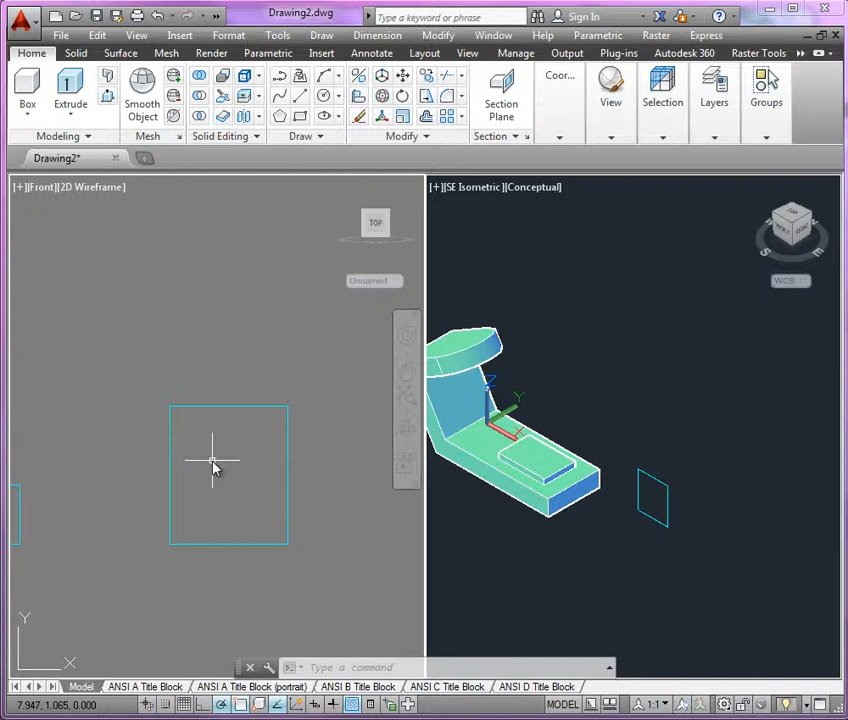 Drawing2.dwg
Type a keyword or phrase
Sign In
File Edit View Insert Format Tools Draw Dimension Modify Window Help Parametric Raster Express
Home Solid Surface Mesh Render Parametric Insert Annotate Layout View Manage Output Plug-ins Autodesk 360 Raster Tools
Box
Extrude
Smooth
Object
Section
Plane
Coor...
View
Selection
Layers
Groups
Modeling
Mesh
Solid Editing
Draw
Modify
Section
Drawing2*
[+][Front][2D Wireframe]
[+][SE Isometric][Conceptual]
TOP
Unnamed
TOP
FRONT
S
E
WCS
Z
Y
X
Y
X
Type a command
Model
ANSI A Title Block
ANSI A Title Block (portrait)
ANSI B Title Block
ANSI C Title Block
ANSI D Title Block
7.947, 1.065, 0.000
MODEL
1:1